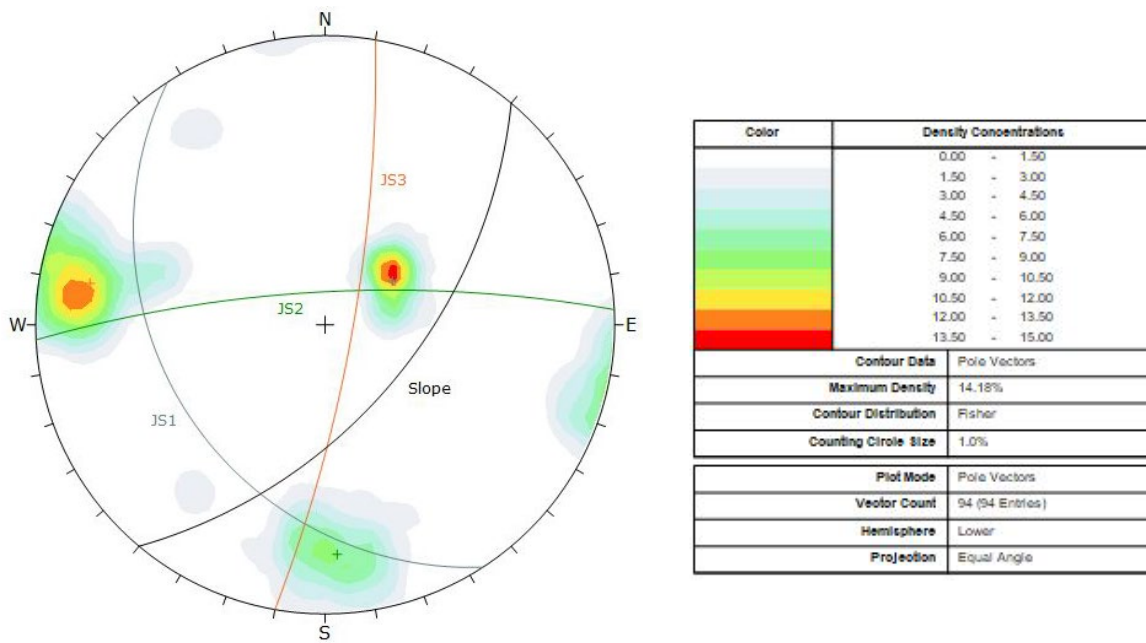 N
JS3
W
JS2
E
Slope
JS1
S
Color Density Concentrations
0.00 - 1.50
1.50 - 3.00
3.00 - 4.50
4.50 - 6.00
6.00 - 7.50
7.50 - 9.00
9.00 - 10.50
10.50 - 12.00
12.00 - 13.50
13.50 - 15.00
Contour Data Pole Vectors
Maximum Density 14.18%
Contour Distribution Fisher
Counting Circle Size 1.0%
Plot Mode Pole Vectors
Vector Count 94 (94 Entries)
Hemisphere Lower
Projection Equal Angle